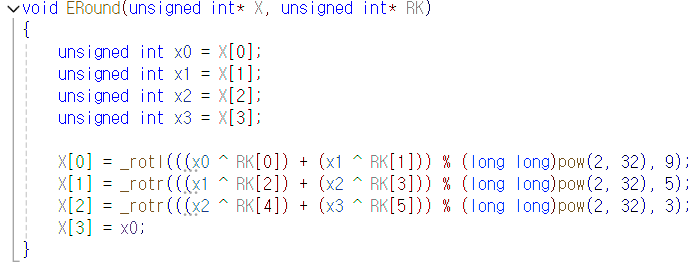 void ERound(unsigned int* X, unsigned int* RK)
{
unsigned int x0 = X[0];
unsigned int x1 = X[1];
unsigned int x2 = X[2];
unsigned int x3 = X[3];
X[0] = _rotl(((x0 ^ RK[0]) + (x1 ^ RK[1])) % (long long)pow(2, 32), 9);
X[1] = _rotr(((x1 ^ RK[2]) + (x2 ^ RK[3])) % (long long)pow(2, 32), 5);
X[2] = _rotr(((x2 ^ RK[4]) + (x3 ^ RK[5])) % (long long)pow(2, 32), 3);
X[3] = x0;
}